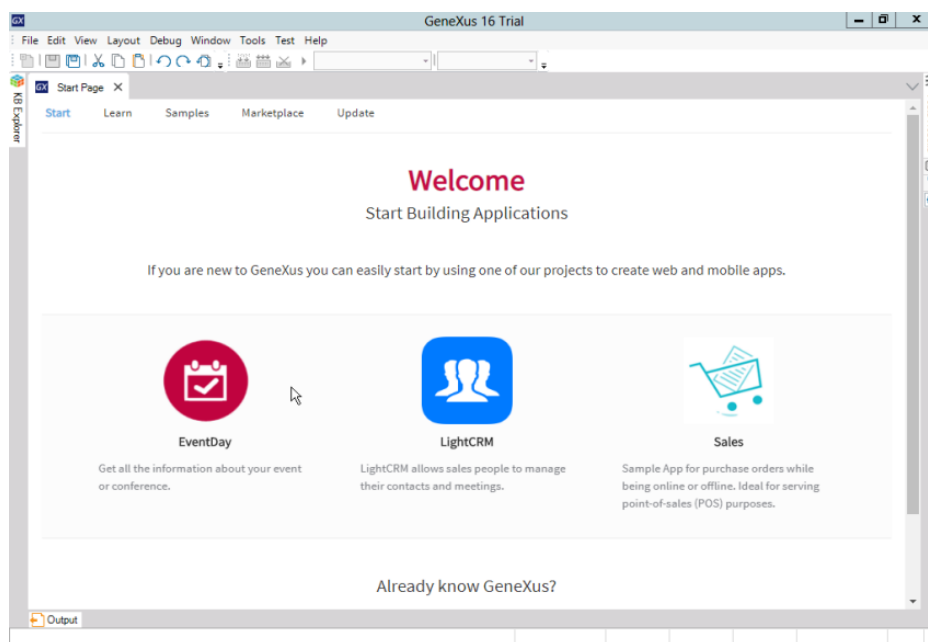 GX
GeneXus 16 Trial
File Edit View Layout Debug Window Tools Test Help
KB Explorer
GX Start Page
Start Learn Samples Marketplace Update
Welcome
Start Building Applications
If you are new to GeneXus you can easily start by using one of our projects to create web and mobile apps.
EventDay
Get all the information about your event
or conference.
LightCRM
LightCRM allows sales people to manage
their contacts and meetings.
Sales
Sample App for purchase orders while
being online or offline. Ideal for serving
point-of-sales (POS) purposes.
Already know GeneXus?
Output